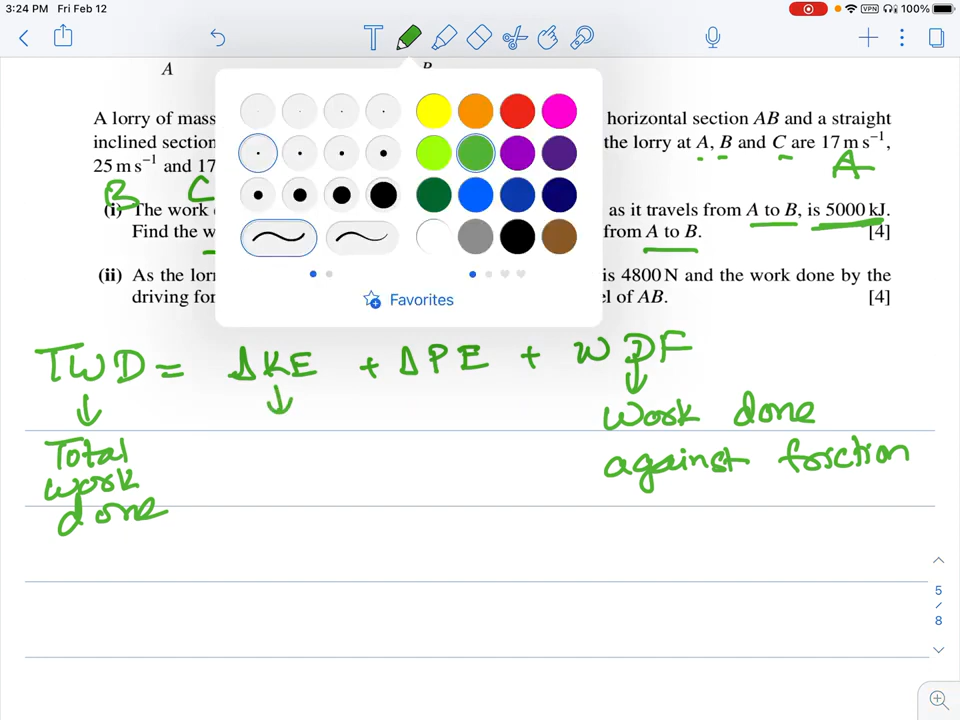 3:24 PM Fri Feb 12 VPN 100%
T
A
A lorry of mass horizontal section AB and a straight
inclined section the lorry at A, B and C are 17 m s⁻¹,
25 m s⁻¹ and 17 A
B C
(i) The work as it travels from A to B, is 5000 kJ.
Find the w from A to B. [4]
(ii) As the lorr is 4800 N and the work done by the
driving for el of AB. [4]
Favorites
TWD = ΔKE + ΔPE + WDF
Total work done
work against friction
done
5
/
8